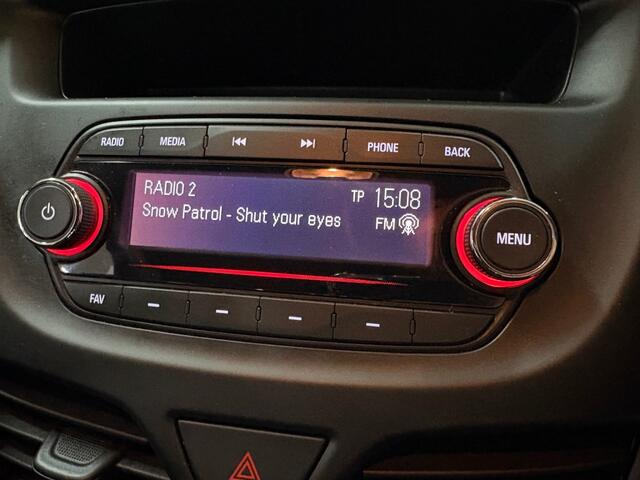 RADIO MEDIA PHONE BACK
RADIO 2 TP 15:08
Snow Patrol - Shut your eyes FM
MENU
FAV